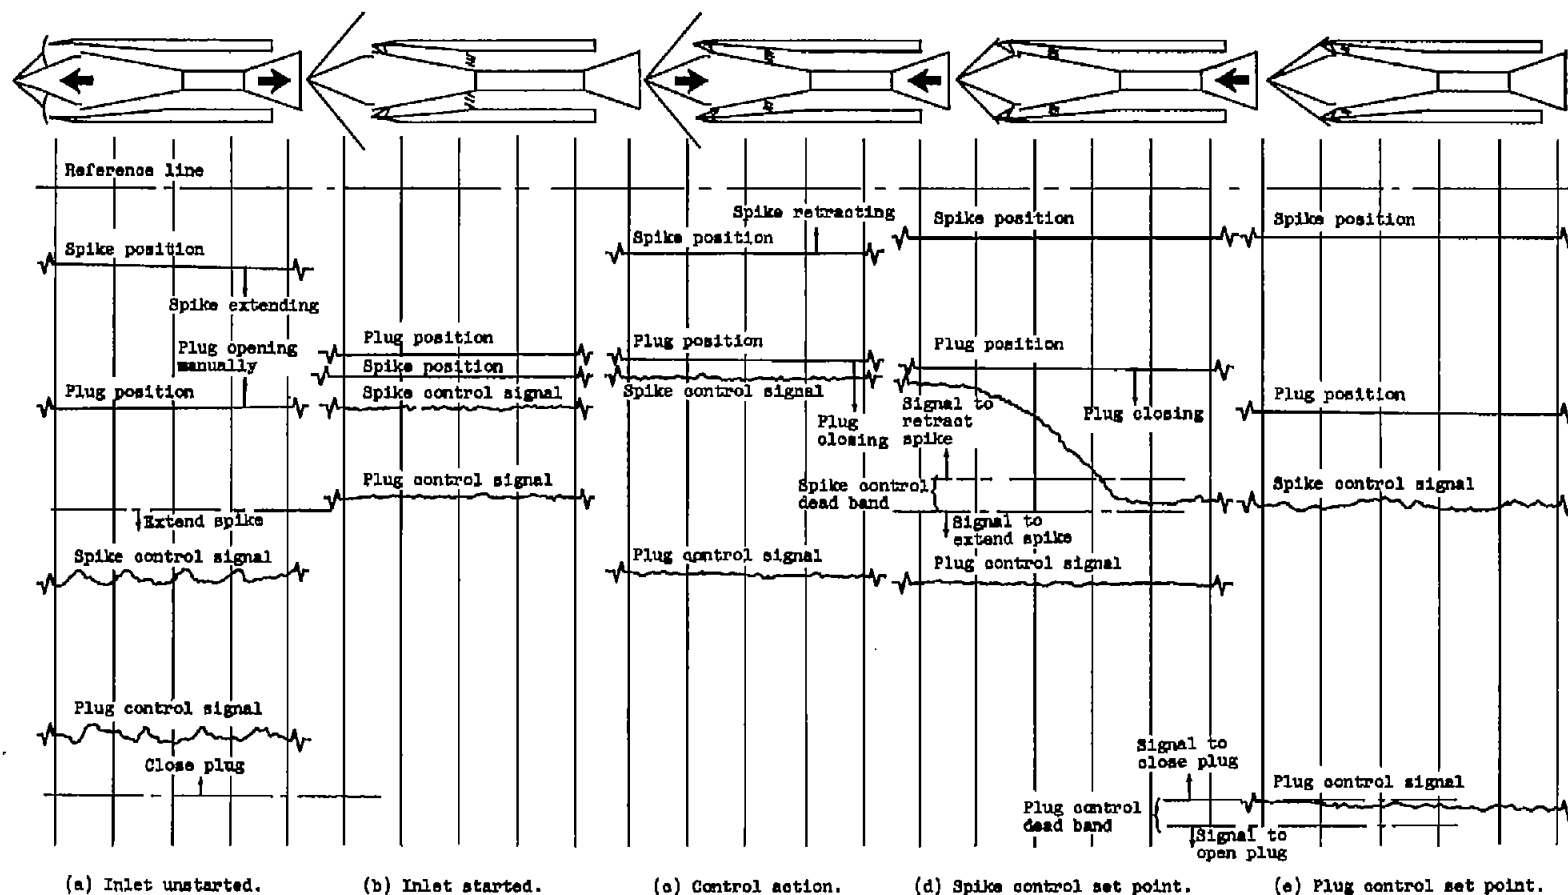 Reference line
Spike position
Spike extending
Plug opening
manually
Plug position
Extend spike
Spike control signal
Plug control signal
Close plug
(a) Inlet unstarted.
Plug position
Spike position
Spike control signal
Plug control signal
(b) Inlet started.
Spike retracting
Spike position
Plug position
Spike control signal
Plug
closing
Plug control signal
(c) Control action.
Spike position
Plug position
Signal to
retract
spike
Plug closing
Spike control
dead band
Signal to
extend spike
Plug control signal
Signal to
close plug
Plug control
dead band
Signal to
open plug
(d) Spike control set point.
Spike position
Plug position
Spike control signal
Plug control signal
(e) Plug control set point.